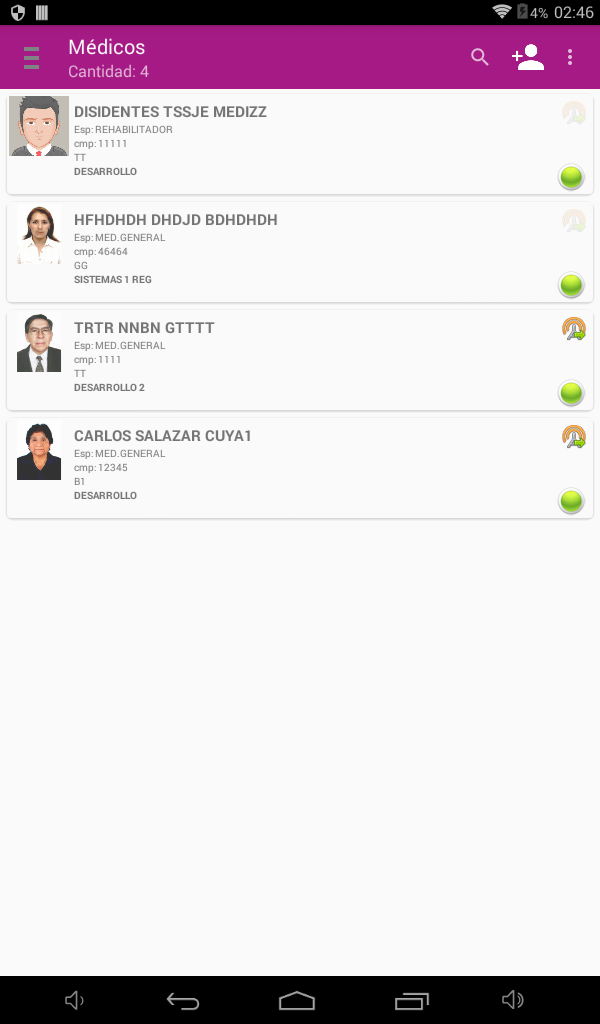 4% 02:46
Médicos
Cantidad: 4
DISIDENTES TSSJE MEDIZZ
Esp: REHABILITADOR
cmp: 11111
TT
DESARROLLO
HFHDHDH DHDJD BDHDHDH
Esp: MED.GENERAL
cmp: 46464
GG
SISTEMAS 1 REG
TRTR NNBN GTTTT
Esp: MED.GENERAL
cmp: 1111
TT
DESARROLLO 2
CARLOS SALAZAR CUYA1
Esp: MED.GENERAL
cmp: 12345
B1
DESARROLLO